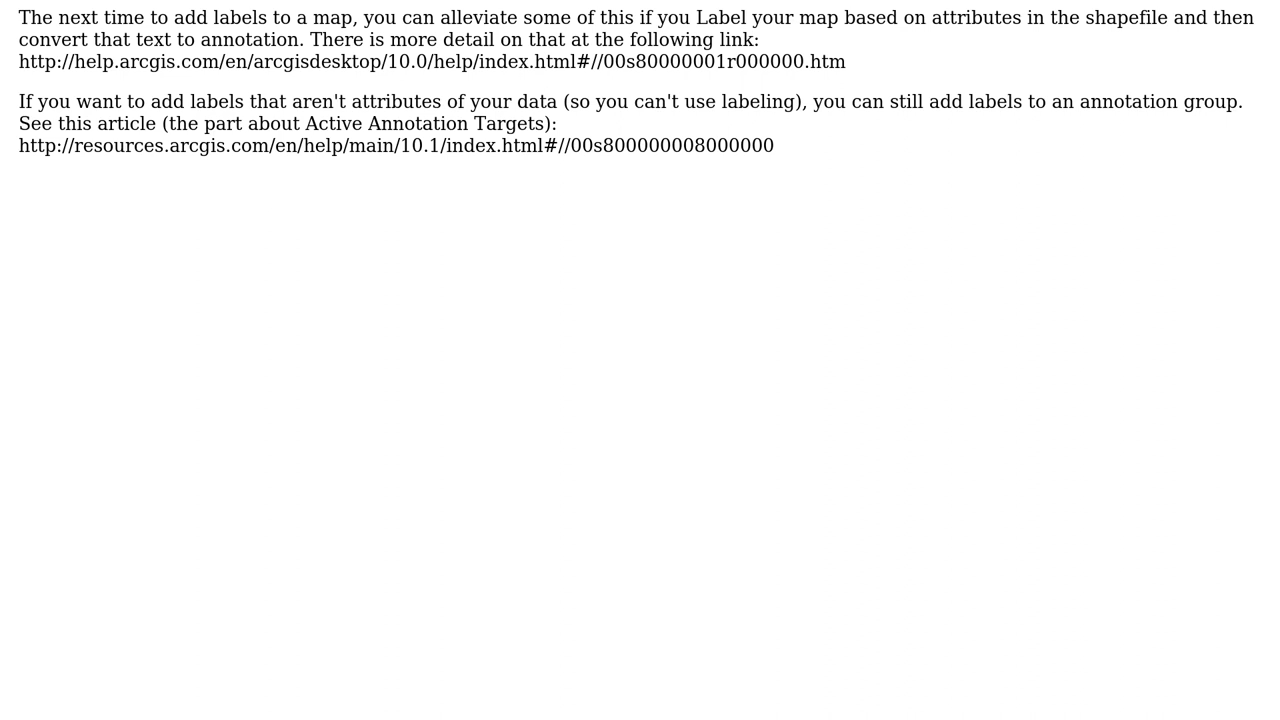 The next time to add labels to a map, you can alleviate some of this if you Label your map based on attributes in the shapefile and then
convert that text to annotation. There is more detail on that at the following link:
http://help.arcgis.com/en/arcgisdesktop/10.0/help/index.html#//00s80000001r000000.htm
If you want to add labels that aren't attributes of your data (so you can't use labeling), you can still add labels to an annotation group.
See this article (the part about Active Annotation Targets):
http://resources.arcgis.com/en/help/main/10.1/index.html#//00s800000008000000